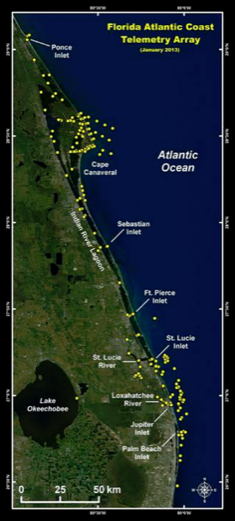 Florida Atlantic Coast
Telemetry Array
(January 2013)
Ponce
Inlet
Cape
Canaveral
Atlantic
Ocean
Indian River Lagoon
Sebastian
Inlet
Ft. Pierce
Inlet
St. Lucie
Inlet
St. Lucie
River
Loxahatchee
River
Lake
Okeechobee
Jupiter
Inlet
Palm Beach
Inlet
0 25 50 km